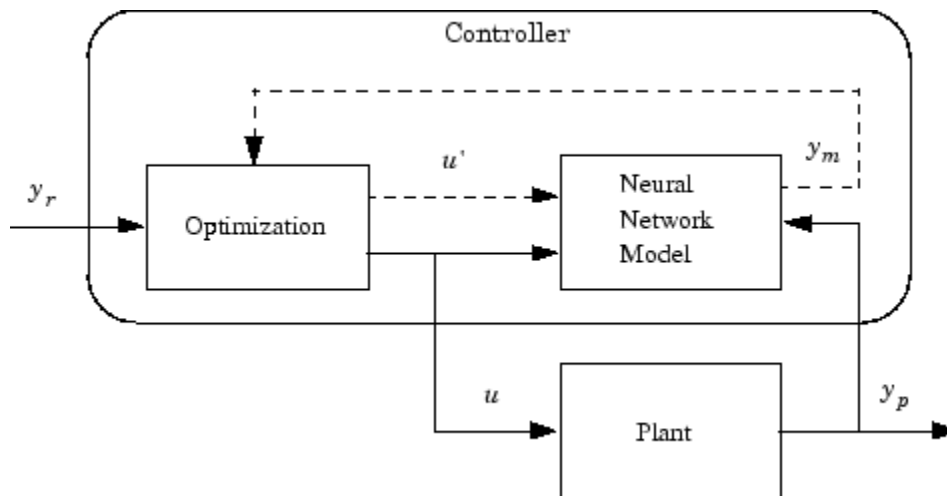 Controller
u'
y_m
y_r
Optimization
Neural
Network
Model
u
y_p
Plant